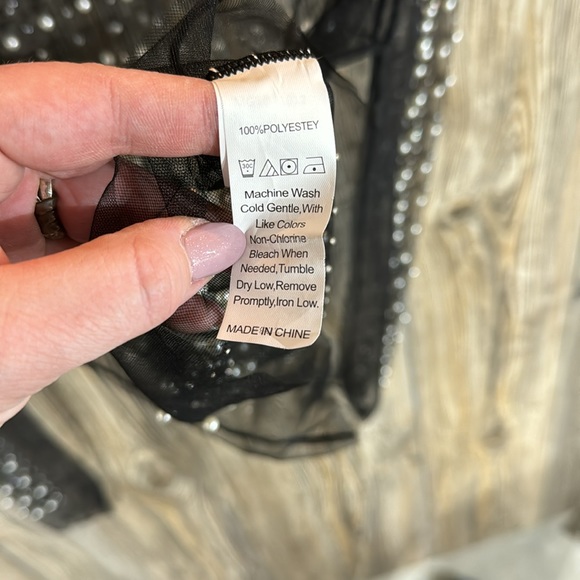 100%POLYESTEY
30C
Machine Wash
Cold Gentle,With
Like Colors
Non-Chlorine
Bleach When
Needed,Tumble
Dry Low,Remove
Promptly,Iron Low.
MADE IN CHINE